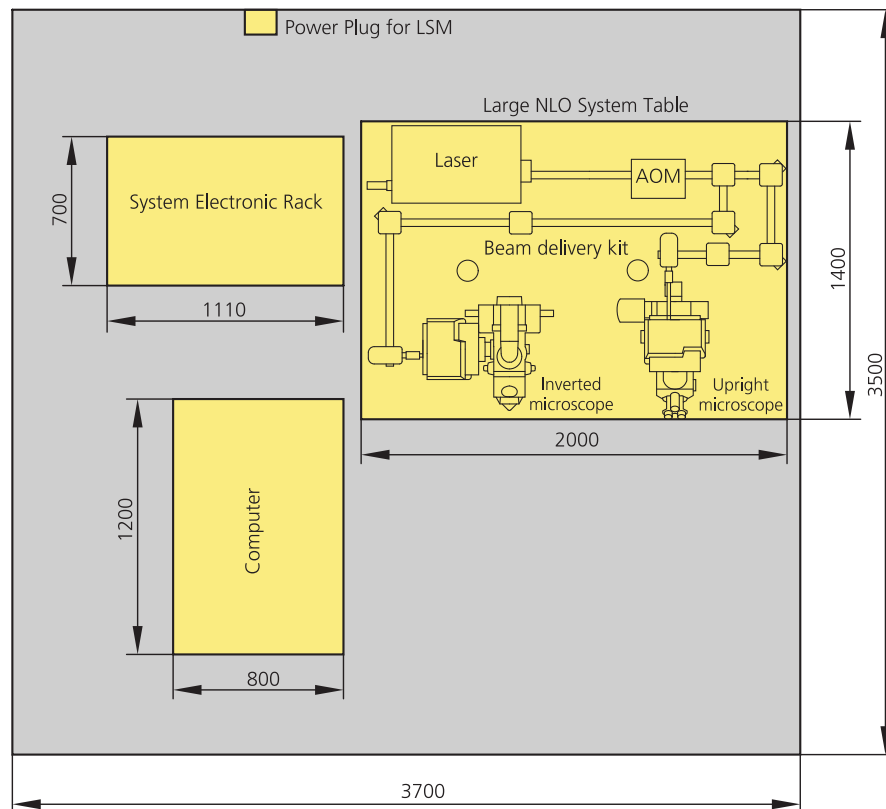 Power Plug for LSM
Large NLO System Table
Laser
AOM
System Electronic Rack
700
Beam delivery kit
1400
1110
3500
Inverted
microscope
Upright
microscope
2000
1200
Computer
800
3700